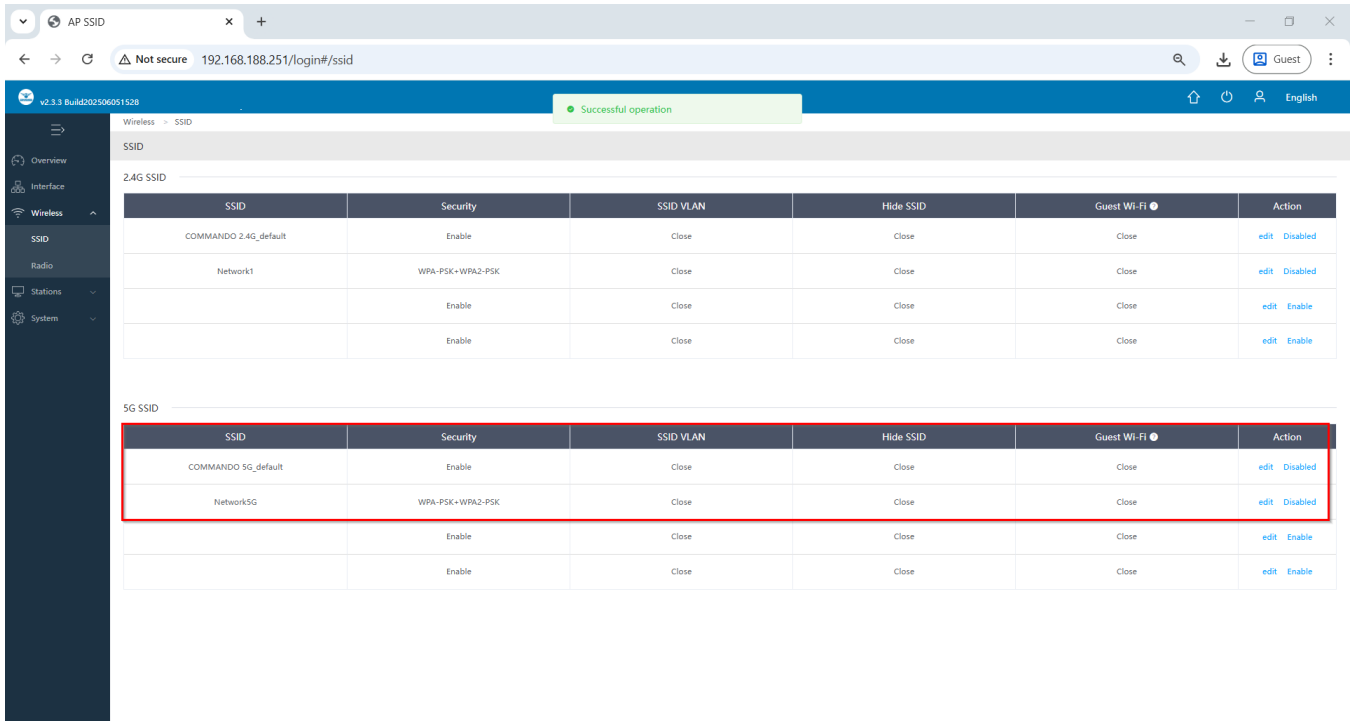 AP SSID
Not secure 192.168.188.251/login#/ssid Guest
v2.3.3 Build202506051528 English
Successful operation
Wireless > SSID
SSID
Overview
Interface
Wireless
SSID
Radio
Stations
System
2.4G SSID
SSID Security SSID VLAN Hide SSID Guest Wi-Fi Action
COMMANDO 2.4G_default Enable Close Close Close edit Disabled
Network1 WPA-PSK+WPA2-PSK Close Close Close edit Disabled
Enable Close Close Close edit Enable
Enable Close Close Close edit Enable
5G SSID
SSID Security SSID VLAN Hide SSID Guest Wi-Fi Action
COMMANDO 5G_default Enable Close Close Close edit Disabled
Network5G WPA-PSK+WPA2-PSK Close Close Close edit Disabled
Enable Close Close Close edit Enable
Enable Close Close Close edit Enable